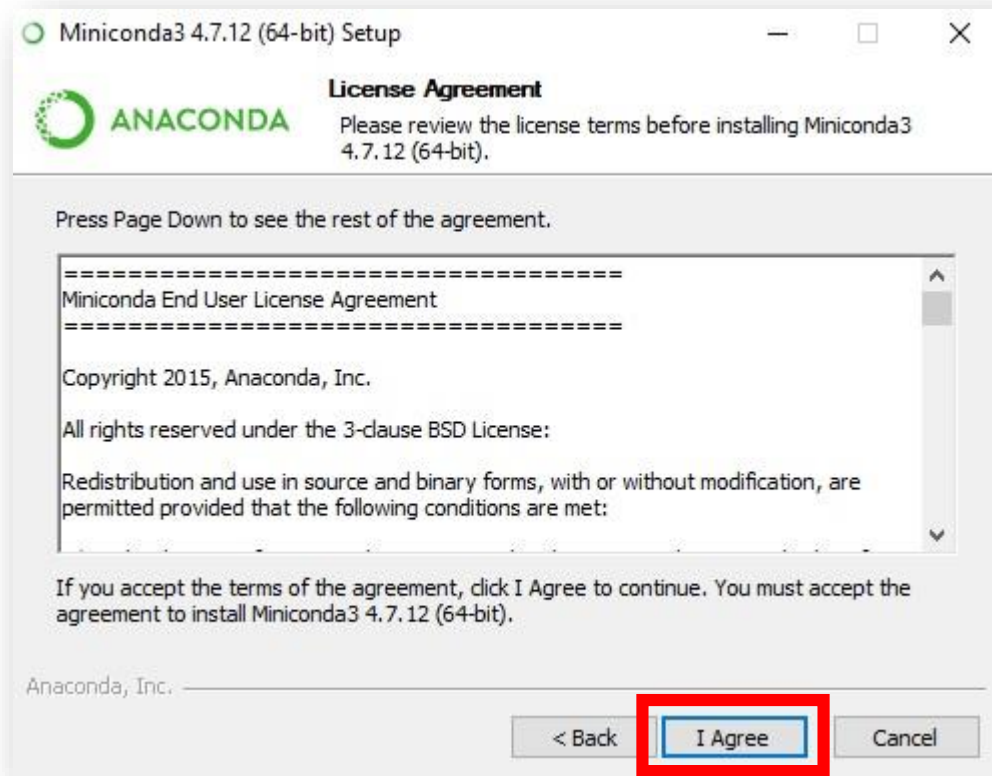 Miniconda3 4.7.12 (64-bit) Setup
ANACONDA
License Agreement
Please review the license terms before installing Miniconda3
4.7.12 (64-bit).
Press Page Down to see the rest of the agreement.
===================================
Miniconda End User License Agreement
===================================
Copyright 2015, Anaconda, Inc.
All rights reserved under the 3-clause BSD License:
Redistribution and use in source and binary forms, with or without modification, are
permitted provided that the following conditions are met:
If you accept the terms of the agreement, click I Agree to continue. You must accept the
agreement to install Miniconda3 4.7.12 (64-bit).
Anaconda, Inc.
< Back
I Agree
Cancel